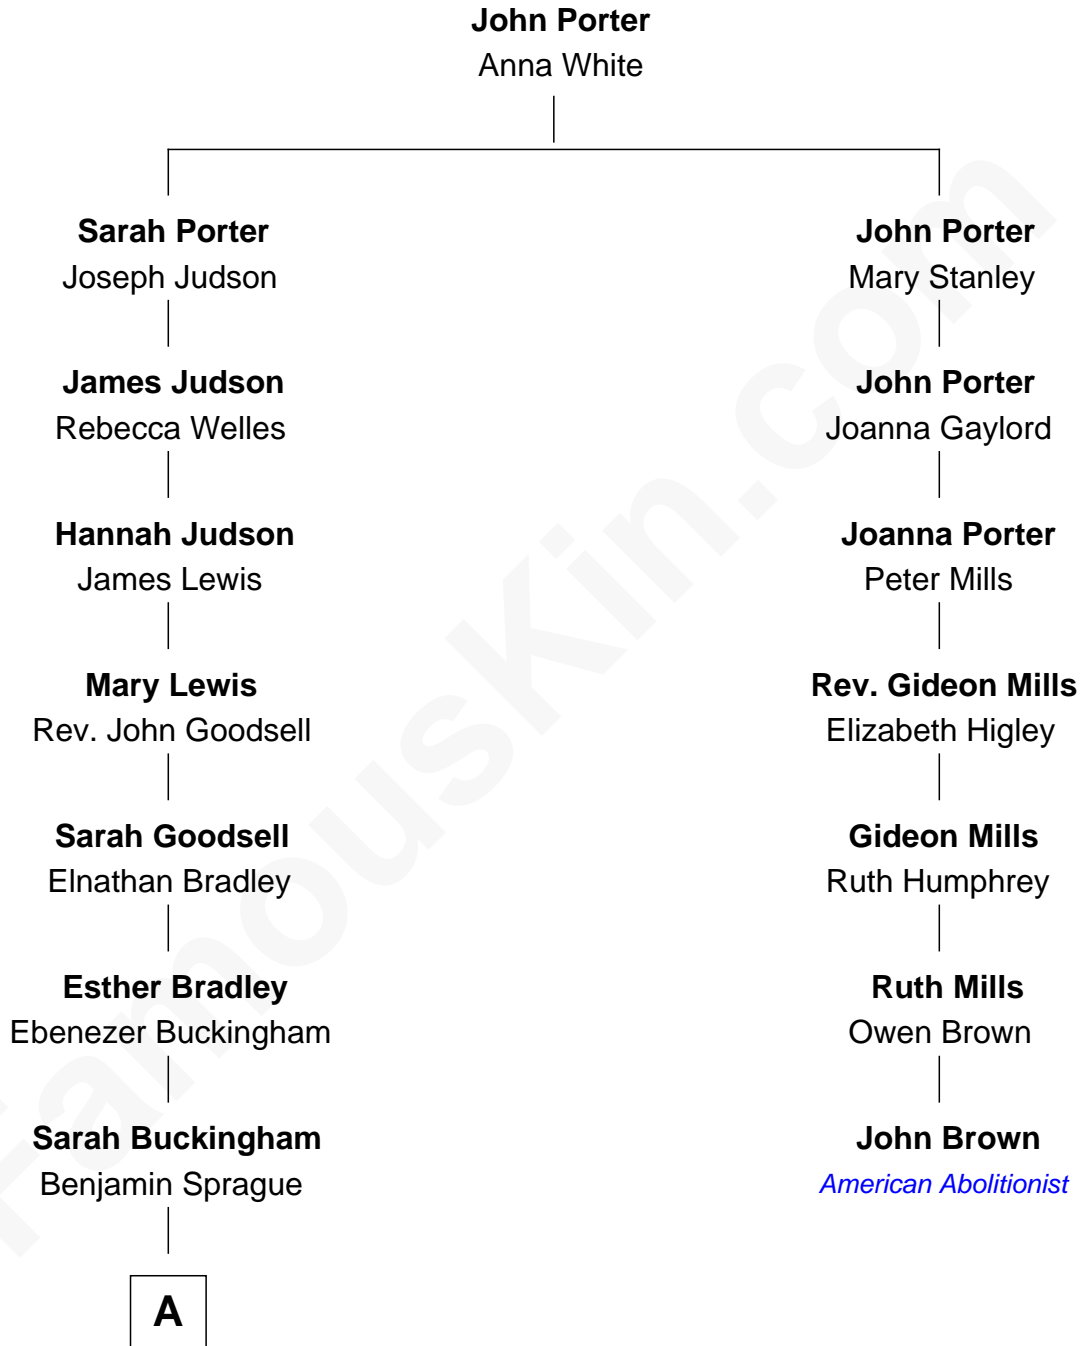 John Porter
Anna White
Sarah Porter
Joseph Judson
John Porter
Mary Stanley
James Judson
Rebecca Welles
John Porter
Joanna Gaylord
Hannah Judson
James Lewis
Joanna Porter
Peter Mills
Mary Lewis
Rev. John Goodsell
Rev. Gideon Mills
Elizabeth Higley
Sarah Goodsell
Elnathan Bradley
Gideon Mills
Ruth Humphrey
Esther Bradley
Ebenezer Buckingham
Ruth Mills
Owen Brown
Sarah Buckingham
Benjamin Sprague
John Brown
American Abolitionist
A
FamousKin.com